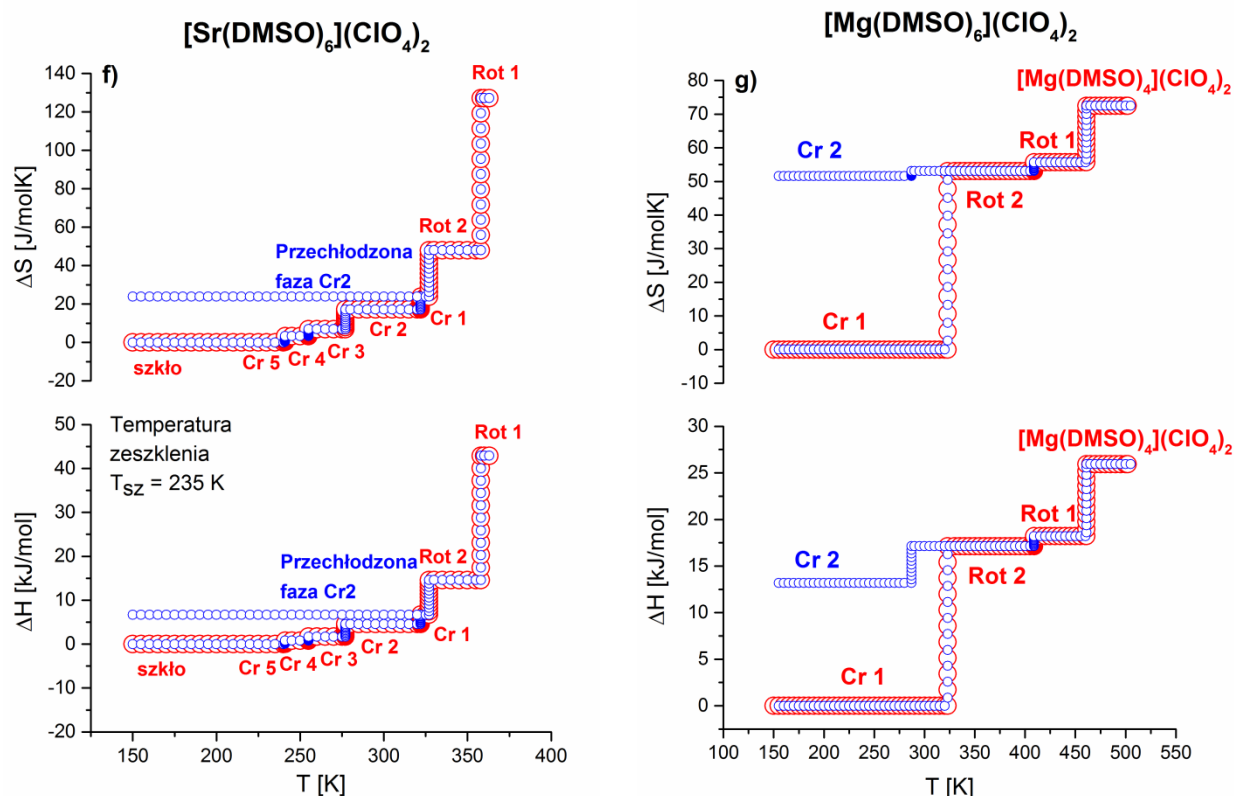 [Sr(DMSO)₆](ClO₄)₂
f)
Rot 1
140
120
100
80
60
40
20
0
-20
ΔS [J/molK]
Rot 2
Przechłodzona
faza Cr2
Cr 1
Cr 2
Cr 3
Cr 4
Cr 5
szkło
Temperatura
zeszklenia
T_SZ = 235 K
Rot 1
50
40
30
20
10
0
-10
-20
ΔH [kJ/mol]
Rot 2
Przechłodzona
faza Cr2
Cr 1
Cr 2
Cr 3
Cr 4
Cr 5
szkło
150 200 250 300 350 400
T [K]
[Mg(DMSO)₆](ClO₄)₂
g)
[Mg(DMSO)₄](ClO₄)₂
80
70
60
50
40
30
20
10
0
-10
ΔS [J/molK]
Cr 2
Rot 1
Rot 2
Cr 1
[Mg(DMSO)₄](ClO₄)₂
30
25
20
15
10
5
0
ΔH [kJ/mol]
Rot 1
Cr 2
Rot 2
Cr 1
100 150 200 250 300 350 400 450 500 550
T [K]